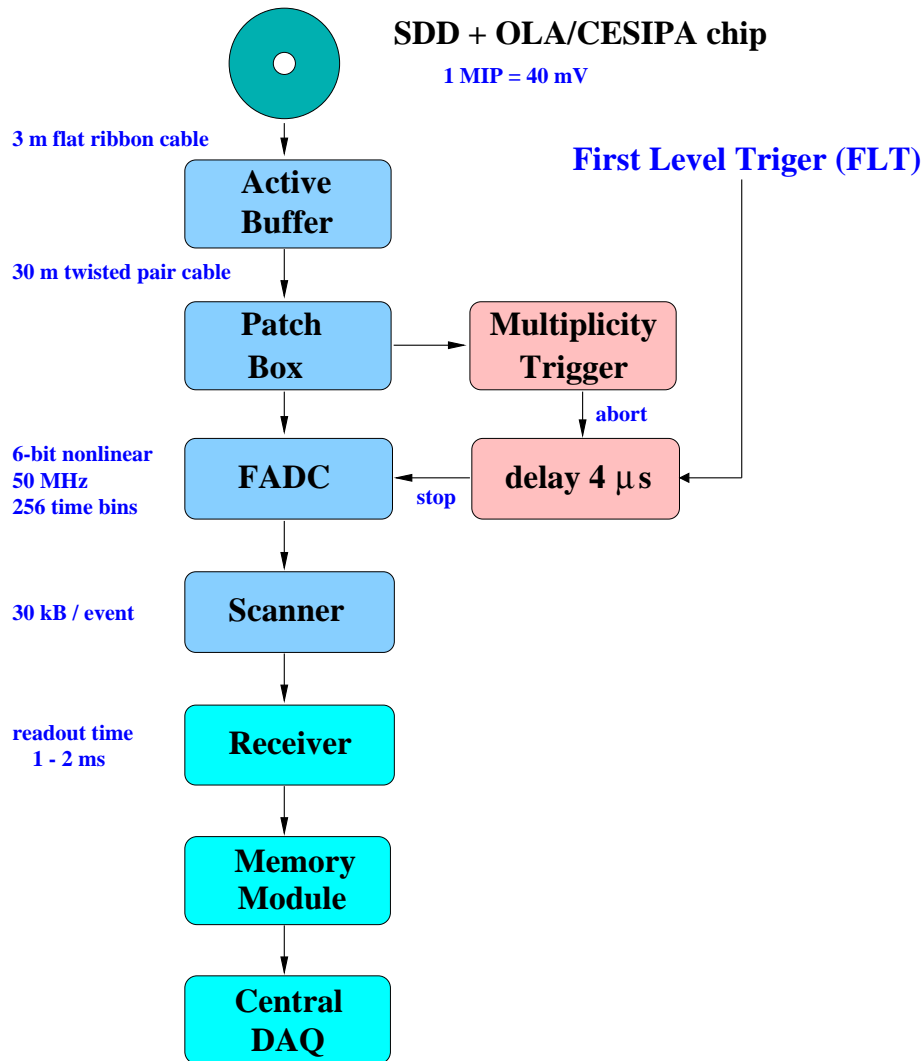 SDD + OLA/CESIPA chip
1 MIP = 40 mV
3 m flat ribbon cable
First Level Triger (FLT)
Active
Buffer
30 m twisted pair cable
Patch
Box
Multiplicity
Trigger
abort
6-bit nonlinear
50 MHz
256 time bins
FADC
stop
delay 4 μs
30 kB / event
Scanner
readout time
1 - 2 ms
Receiver
Memory
Module
Central
DAQ